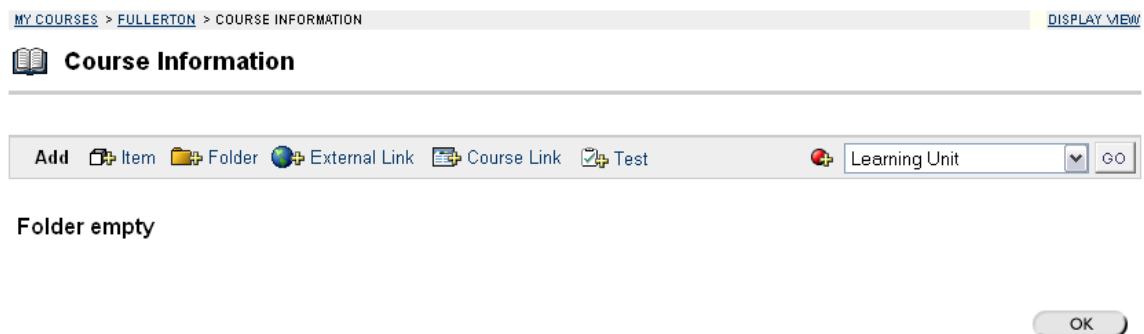 MY COURSES > FULLERTON > COURSE INFORMATION DISPLAY VIEW
Course Information
Add Item Folder External Link Course Link Test Learning Unit GO
Folder empty
OK